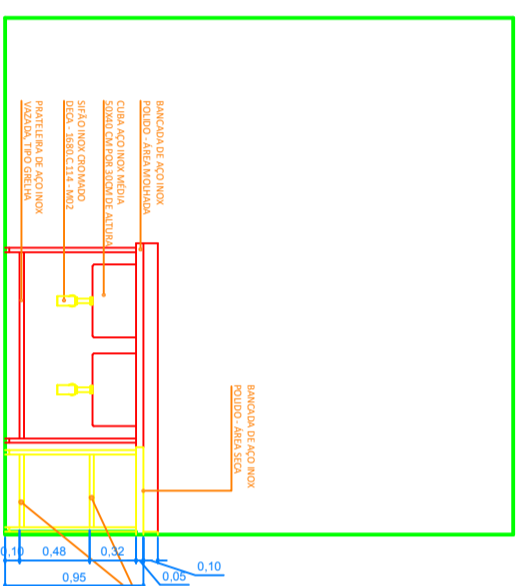 BANCADA DE AÇO INOX
POLIDO - ÁREA MOLHADA
CUBA AÇO INOX MÉDIA
50X40 CM POR 30CM DE ALTURA
SIFÃO INOX CROMADO
DECA - 1680 C 114 - M02
PRATELEIRA DE AÇO INOX
VAZADA, TIPO GRELHA
BANCADA DE AÇO INOX
POLIDO - ÁREA SECA
0,10
0,48
0,32
0,10
0,05
0,95